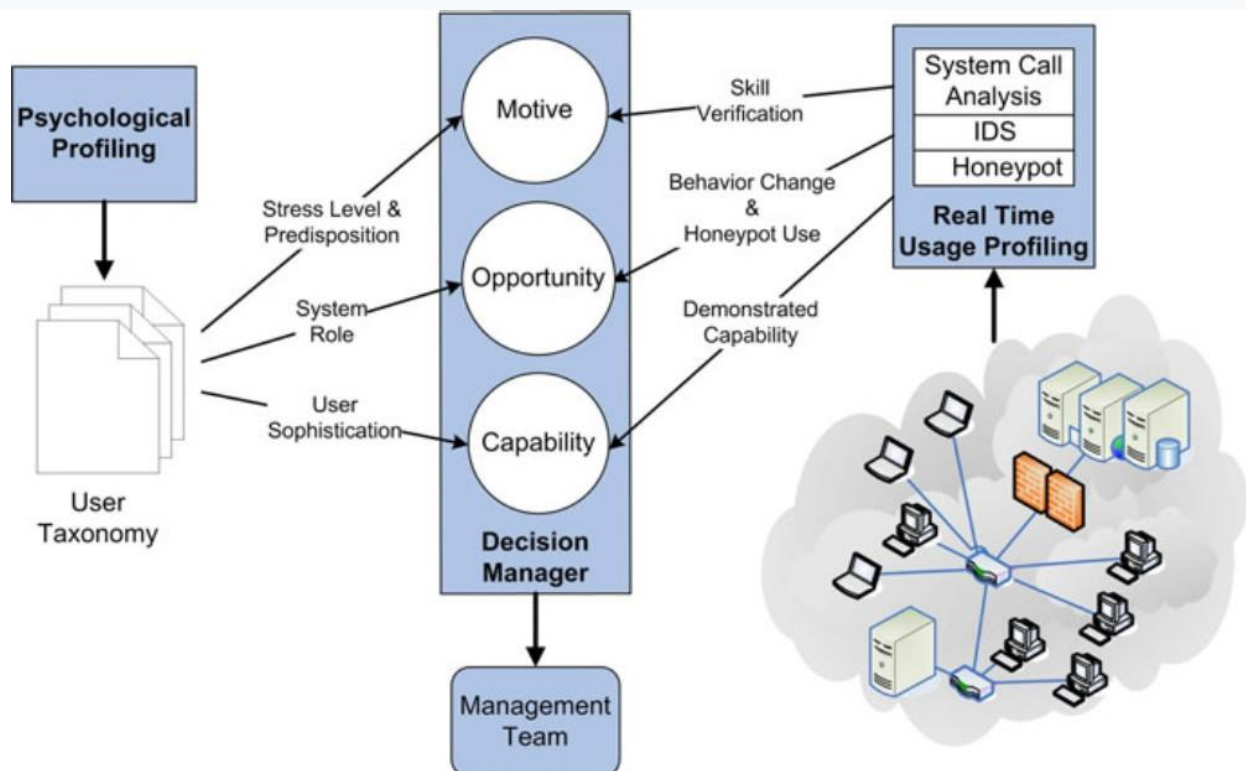 Psychological
Profiling
User
Taxonomy
Stress Level &
Predisposition
System
Role
User
Sophistication
Motive
Opportunity
Capability
Decision
Manager
Management
Team
Skill
Verification
Behavior Change
&
Honeypot Use
Demonstrated
Capability
System Call
Analysis
IDS
Honeypot
Real Time
Usage Profiling